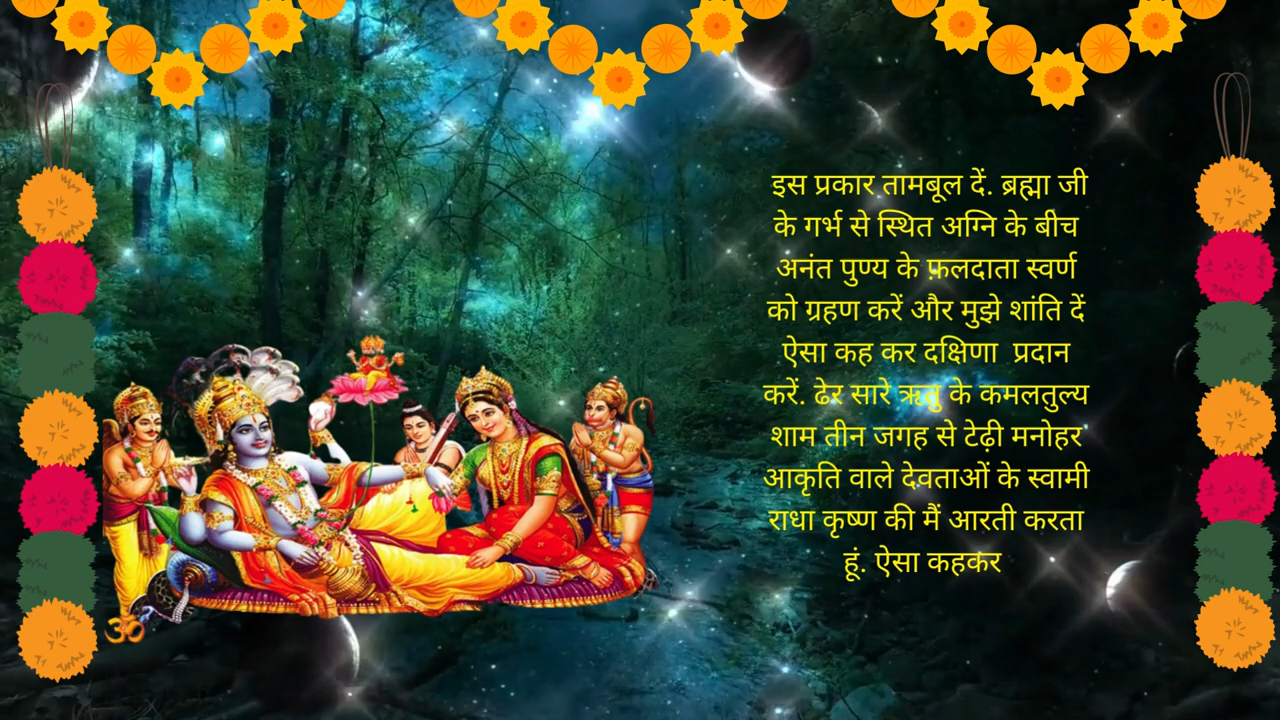 इस प्रकार तामबूल दें. ब्रह्मा जी
के गर्भ से स्थित अग्नि के बीच
अनंत पुण्य के फ़लदाता स्वर्ण
को ग्रहण करें और मुझे शांति दें
ऐसा कह कर दक्षिणा प्रदान
करें. ढेर सारे ऋतु के कमलतुल्य
शाम तीन जगह से टेढ़ी मनोहर
आकृति वाले देवताओं के स्वामी
राधा कृष्ण की मैं आरती करता
हूं. ऐसा कहकर
ॐ